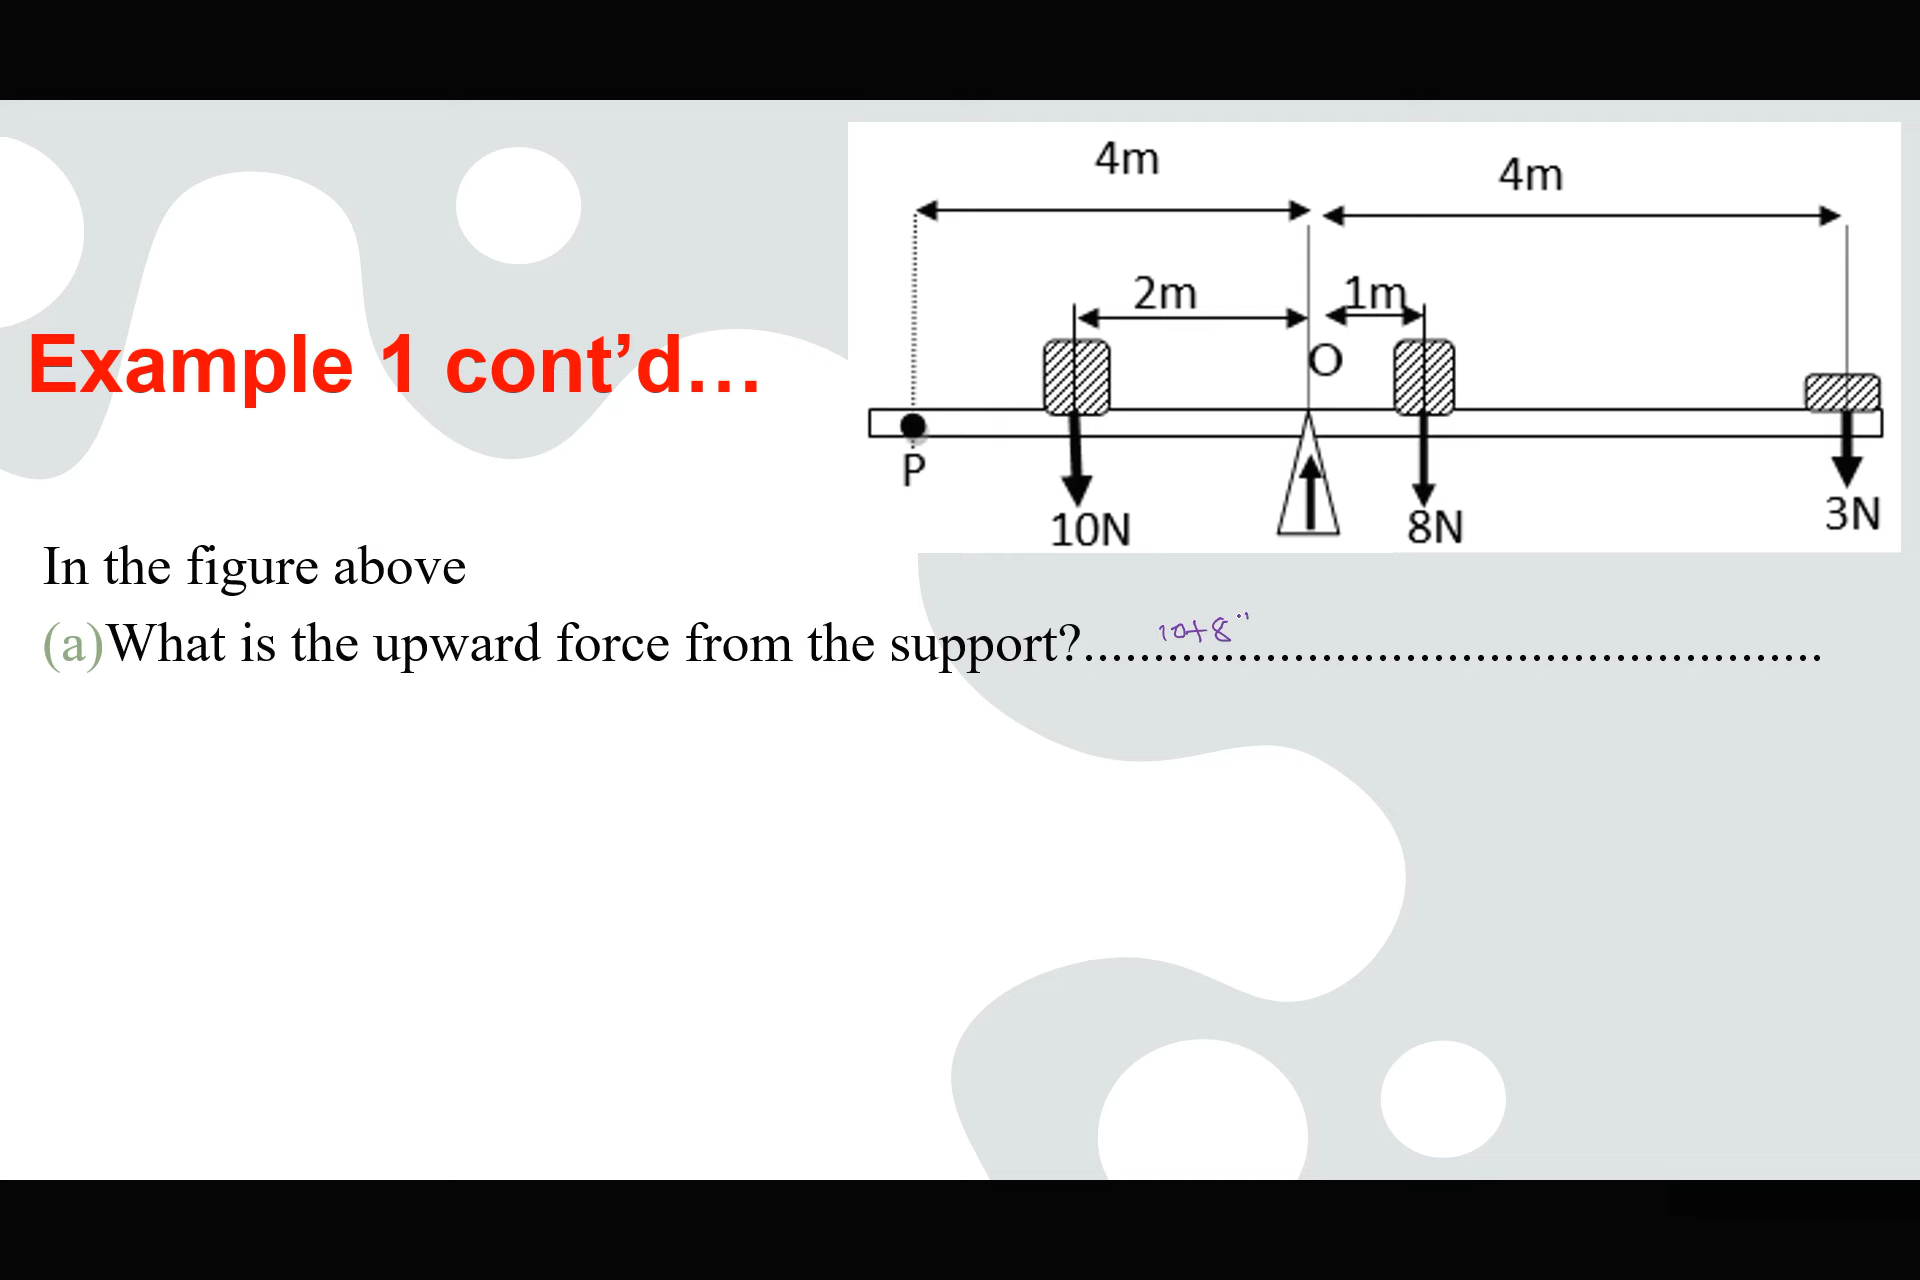 4m
4m
2m
1m
Example 1 cont’d…
O
P
10N
8N
3N
In the figure above
(a)What is the upward force from the support?.....................................................
10+8